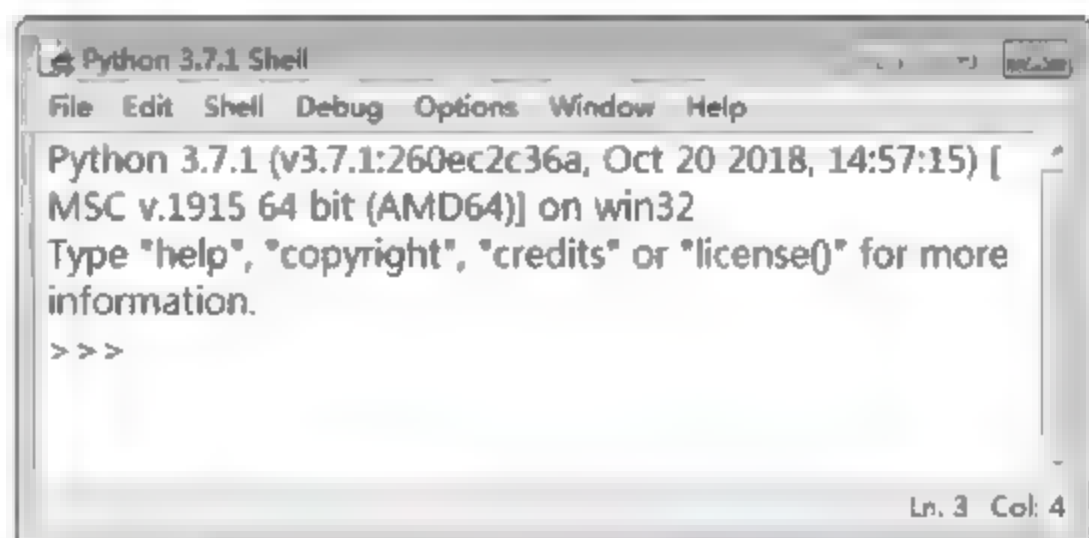 Python 3.7.1 Shell
File Edit Shell Debug Options Window Help
Python 3.7.1 (v3.7.1:260ec2c36a, Oct 20 2018, 14:57:15) [
MSC v.1915 64 bit (AMD64)] on win32
Type "help", "copyright", "credits" or "license()" for more
information.
>>>
Ln: 3 Col: 4